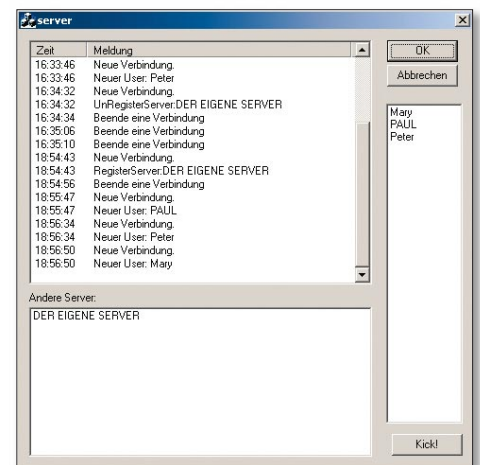 server
Zeit Meldung
16:33:46 Neue Verbindung.
16:33:46 Neuer User: Peter
16:34:32 Neue Verbindung.
16:34:32 UnRegisterServer:DER EIGENE SERVER
16:34:34 Beende eine Verbindung
16:35:06 Beende eine Verbindung
16:35:10 Beende eine Verbindung
18:54:43 Neue Verbindung.
18:54:43 RegisterServer:DER EIGENE SERVER
18:54:56 Beende eine Verbindung
18:55:47 Neue Verbindung.
18:55:47 Neuer User: PAUL
18:56:34 Neue Verbindung.
18:56:34 Neuer User: Peter
18:56:50 Neue Verbindung.
18:56:50 Neuer User: Mary
OK
Abbrechen
Mary
PAUL
Peter
Andere Server:
DER EIGENE SERVER
Kick!